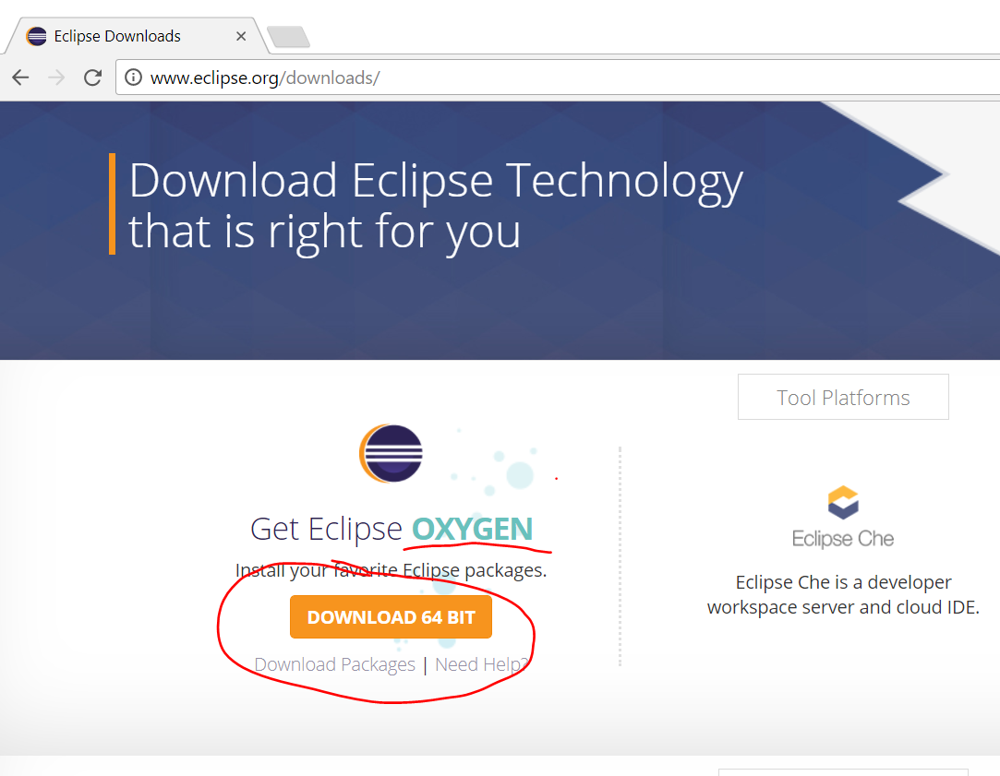 Eclipse Downloads
www.eclipse.org/downloads/
Download Eclipse Technology
that is right for you
Tool Platforms
Get Eclipse OXYGEN
Install your favorite Eclipse packages.
DOWNLOAD 64 BIT
Download Packages | Need Help?
Eclipse Che
Eclipse Che is a developer
workspace server and cloud IDE.